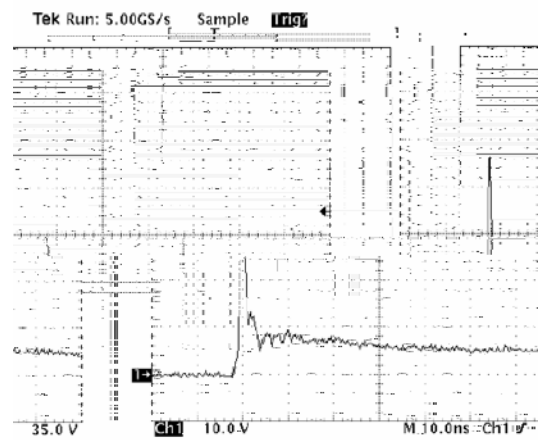 Tek Run: 5.00GS/s Sample Trig?
1→
35.0 V Ch1 10.0 V M 10.0ns Ch1